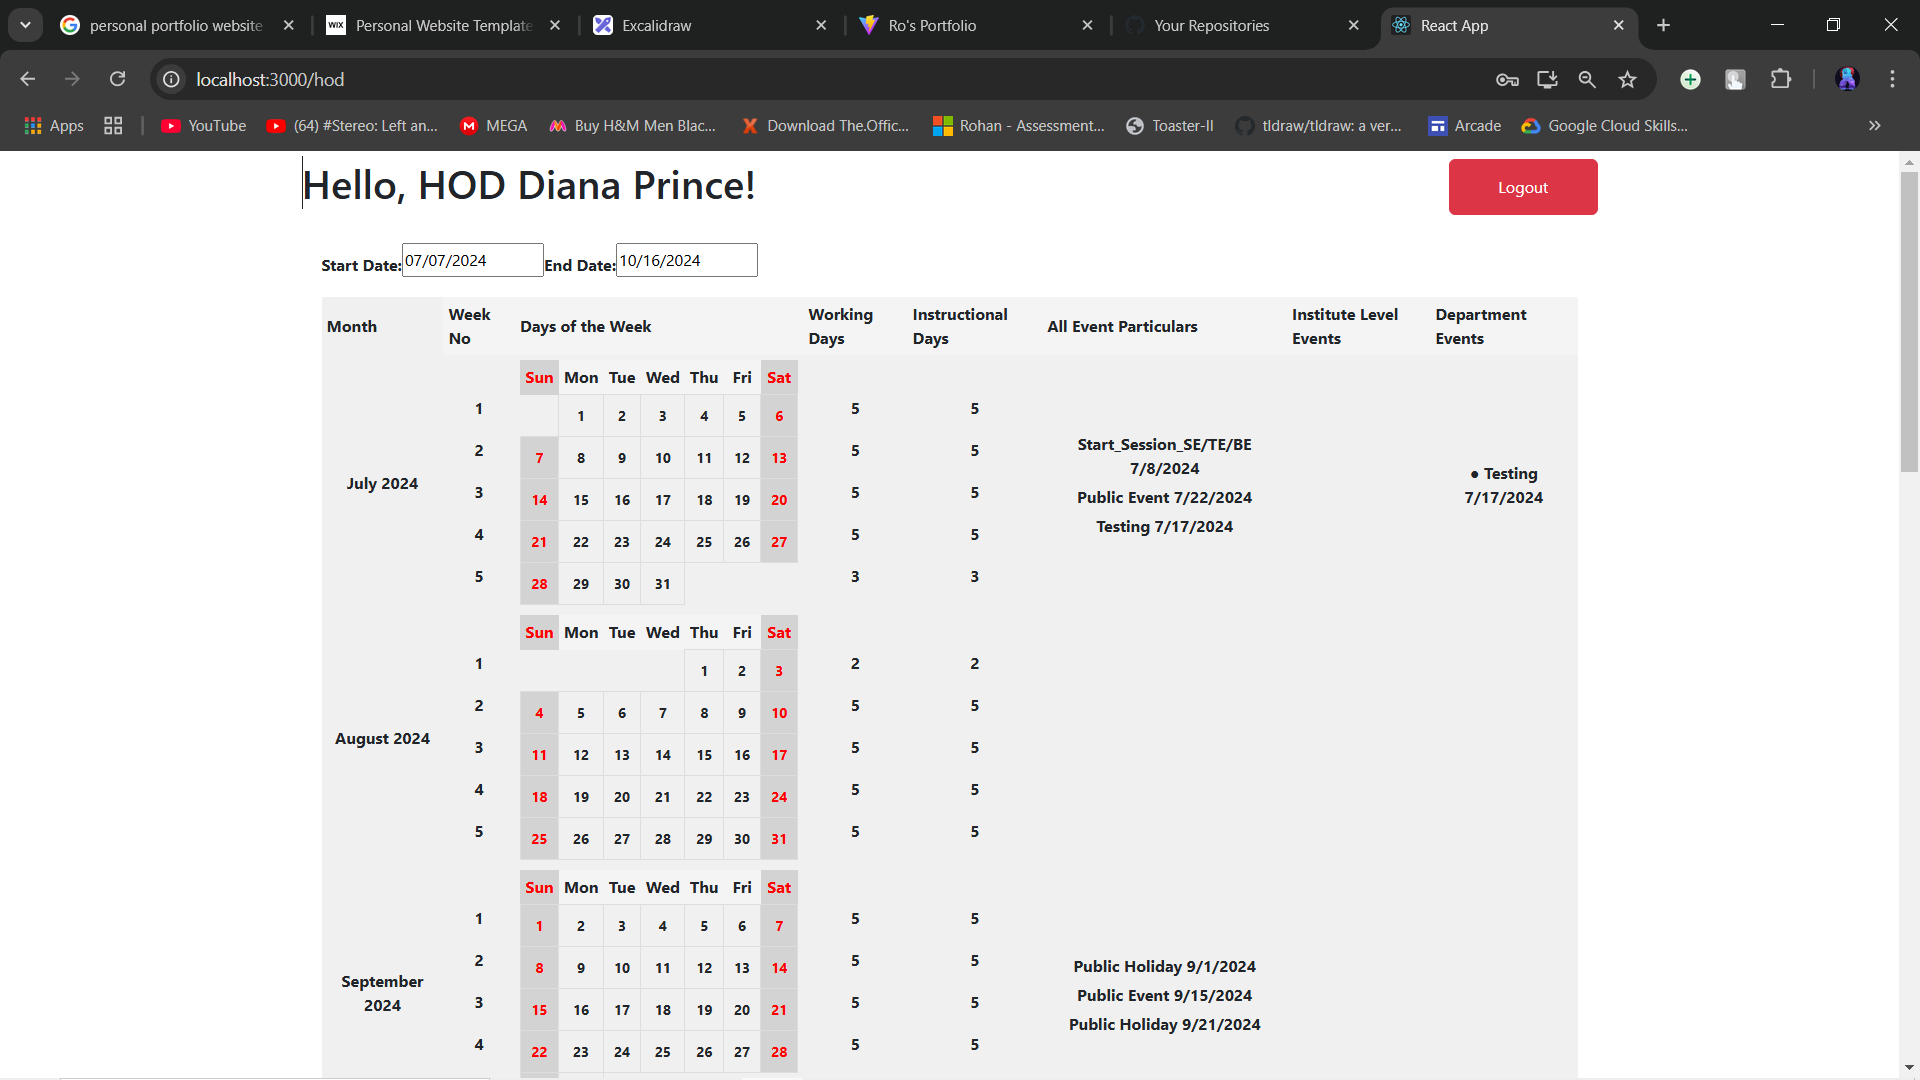 personal portfolio website
WIX Personal Website Template
Excalidraw
Ro's Portfolio
Your Repositories
React App
localhost:3000/hod
Apps
YouTube
(64) #Stereo: Left an...
MEGA
Buy H&M Men Blac...
Download The.Offic...
Rohan - Assessment...
Toaster-II
tldraw/tldraw: a ver...
Arcade
Google Cloud Skills...
Hello, HOD Diana Prince!
Logout
Start Date: 07/07/2024 End Date: 10/16/2024
Month
Week No
Days of the Week
Working Days
Instructional Days
All Event Particulars
Institute Level Events
Department Events
July 2024
Sun Mon Tue Wed Thu Fri Sat
1 1 2 3 4 5 6 5 5
2 7 8 9 10 11 12 13 5 5
3 14 15 16 17 18 19 20 5 5
4 21 22 23 24 25 26 27 5 5
5 28 29 30 31 3 3
Start_Session_SE/TE/BE
7/8/2024
Public Event 7/22/2024
Testing 7/17/2024
• Testing
7/17/2024
August 2024
Sun Mon Tue Wed Thu Fri Sat
1 1 2 3 2 2
2 4 5 6 7 8 9 10 5 5
3 11 12 13 14 15 16 17 5 5
4 18 19 20 21 22 23 24 5 5
5 25 26 27 28 29 30 31 5 5
September
2024
Sun Mon Tue Wed Thu Fri Sat
1 1 2 3 4 5 6 7 5 5
2 8 9 10 11 12 13 14 5 5
3 15 16 17 18 19 20 21 5 5
4 22 23 24 25 26 27 28 5 5
Public Holiday 9/1/2024
Public Event 9/15/2024
Public Holiday 9/21/2024